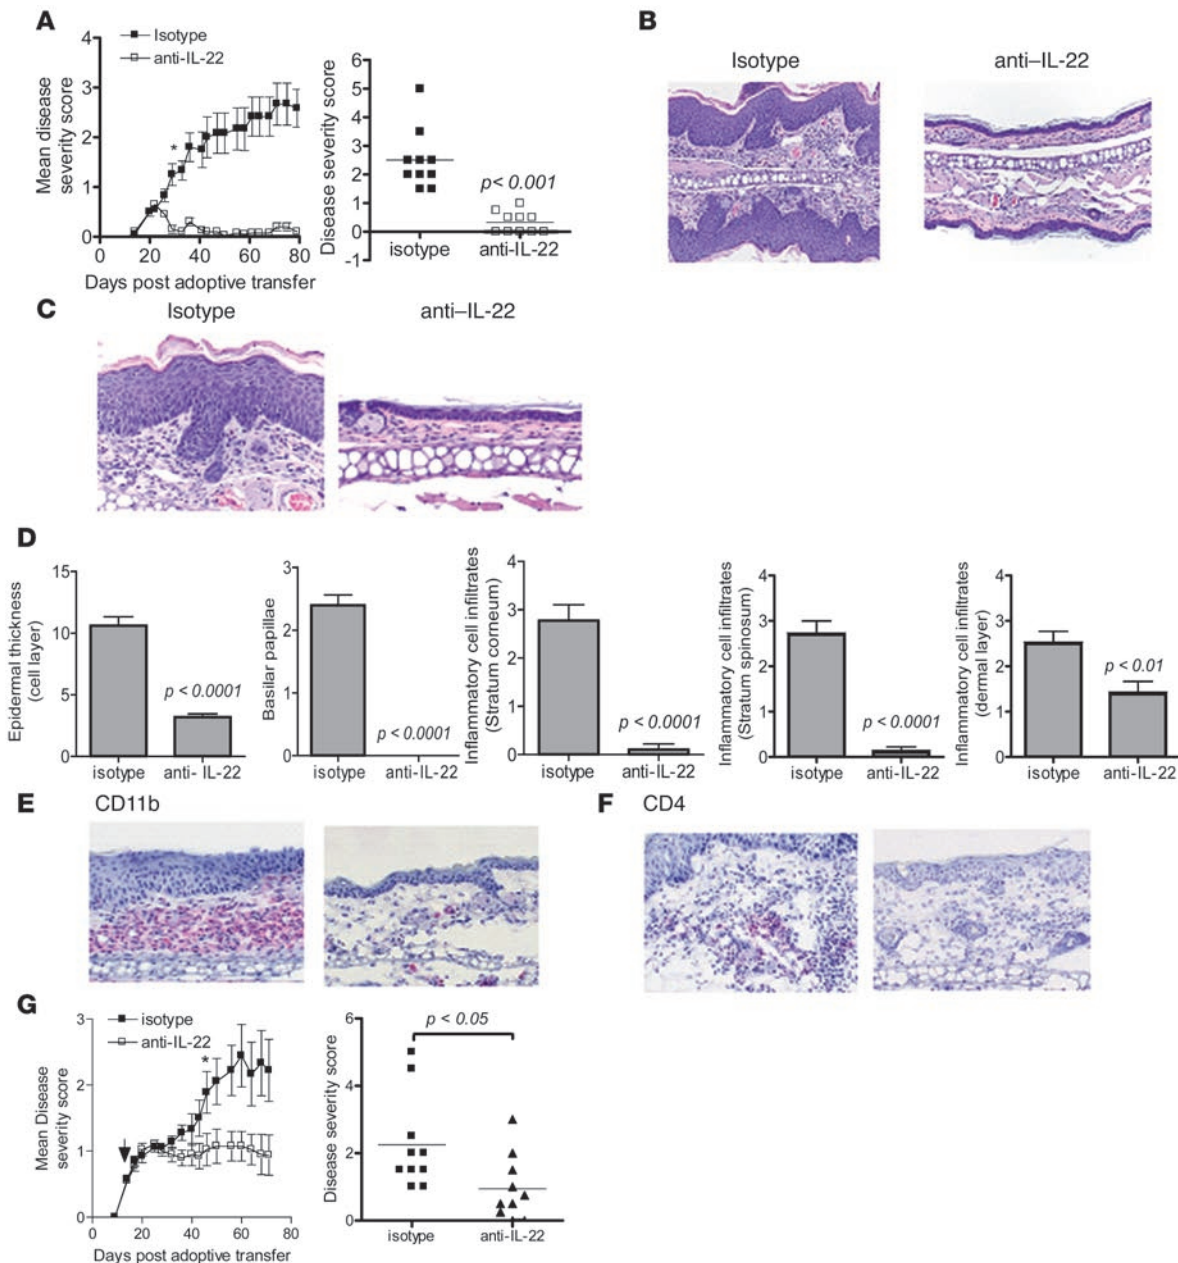 A
Isotype
anti-IL-22
Mean disease
severity score
4
3
2
1
0
*
0 20 40 60 80
Days post adoptive transfer
Disease severity score
6
5
4
3
2
1
0
-1
p< 0.001
isotype anti-IL-22
B
Isotype anti–IL-22
C
Isotype anti–IL-22
D
Epidermal thickness
(cell layer)
15
10
5
0
p < 0.0001
isotype anti- IL-22
Basilar papillae
3
2
1
0
p < 0.0001
isotype anti-IL-22
Inflammatory cell infiltrates
(Stratum corneum)
4
3
2
1
0
p < 0.0001
isotype anti-IL-22
Inflammatory cell infiltrates
(Stratum spinosum)
4
3
2
1
0
p < 0.0001
isotype anti-IL-22
Inflammatory cell infiltrates
(dermal layer)
4
3
2
1
0
p < 0.01
isotype anti-IL-22
E CD11b
F CD4
G
isotype
anti-IL-22
Mean Disease
severity score
3
2
1
0
*
0 20 40 60 80
Days post adoptive transfer
Disease severity score
6
4
2
0
p < 0.05
isotype anti-IL-22